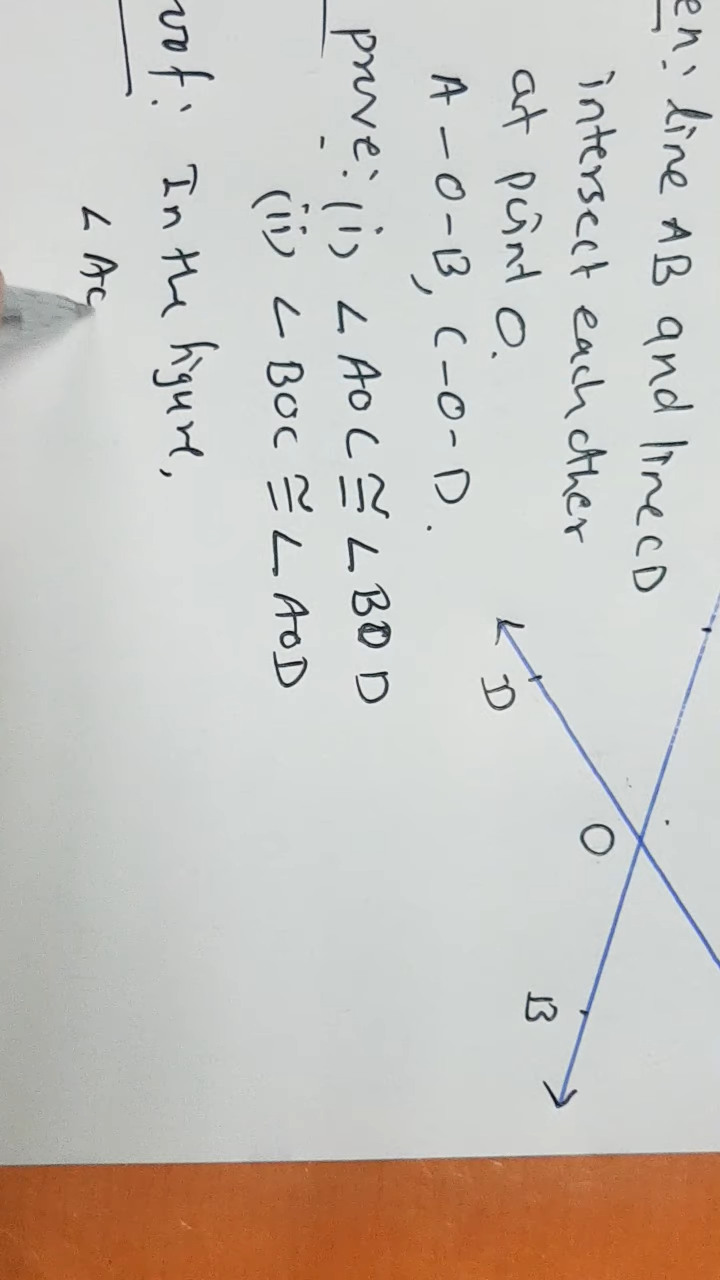 en: line AB and line CD
intersect each other
at point O.
A - O - B, C - O - D.
prove: (i) ∠AOC ≅ ∠BOD
(ii) ∠BOC ≅ ∠AOD
oof: In the figure,
∠AC
D
O
B